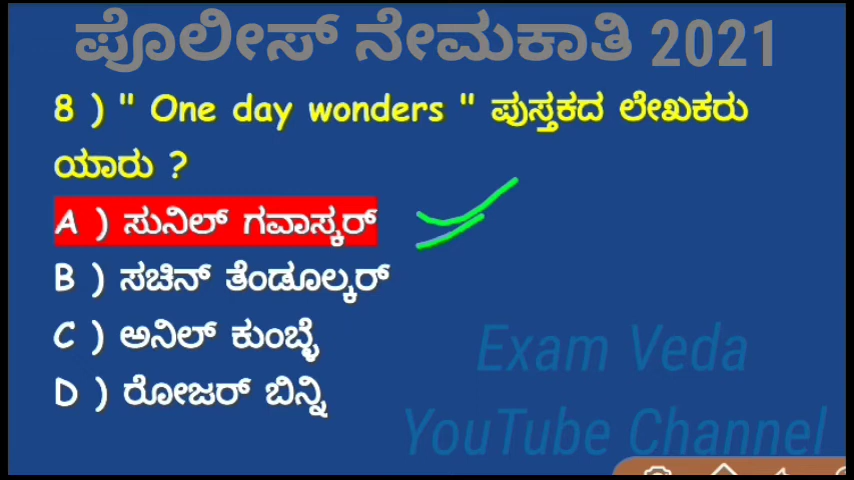 ಪೊಲೀಸ್ ನೇಮಕಾತಿ 2021
8 ) " One day wonders " ಪುಸ್ತಕದ ಲೇಖಕರು
ಯಾರು ?
A ) ಸುನಿಲ್ ಗವಾಸ್ಕರ್
B ) ಸಚಿನ್ ತೆಂಡೂಲ್ಕರ್
C ) ಅನಿಲ್ ಕುಂಬ್ಳೆ
D ) ರೋಜರ್ ಬಿನ್ನಿ
Exam Veda
YouTube Channel